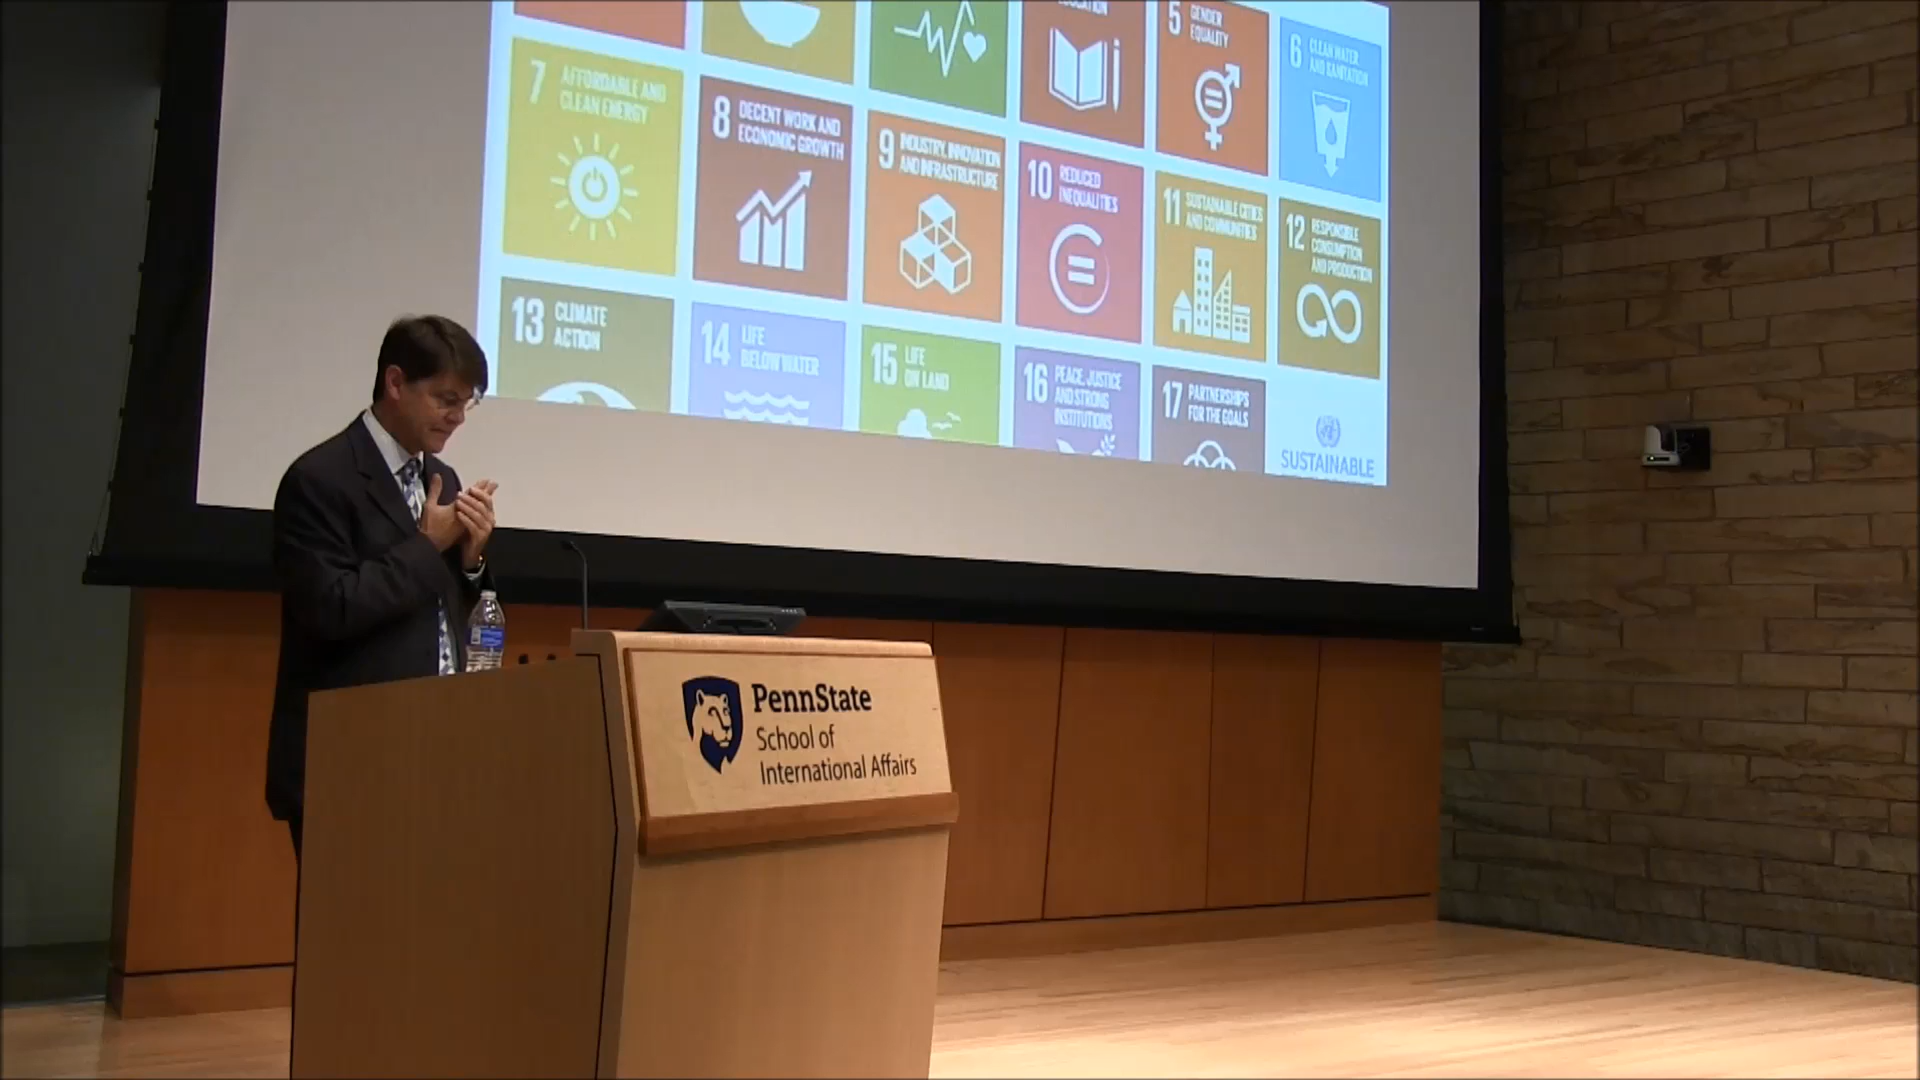 5 GENDER
EQUALITY
6 CLEAN WATER
AND SANITATION
7 AFFORDABLE AND
CLEAN ENERGY
8 DECENT WORK AND
ECONOMIC GROWTH
9 INDUSTRY, INNOVATION
AND INFRASTRUCTURE
10 REDUCED
INEQUALITIES
11 SUSTAINABLE CITIES
AND COMMUNITIES
12 RESPONSIBLE
CONSUMPTION
AND PRODUCTION
13 CLIMATE
ACTION
14 LIFE
BELOW WATER
15 LIFE
ON LAND
16 PEACE, JUSTICE
AND STRONG
INSTITUTIONS
17 PARTNERSHIPS
FOR THE GOALS
SUSTAINABLE
PennState
School of
International Affairs